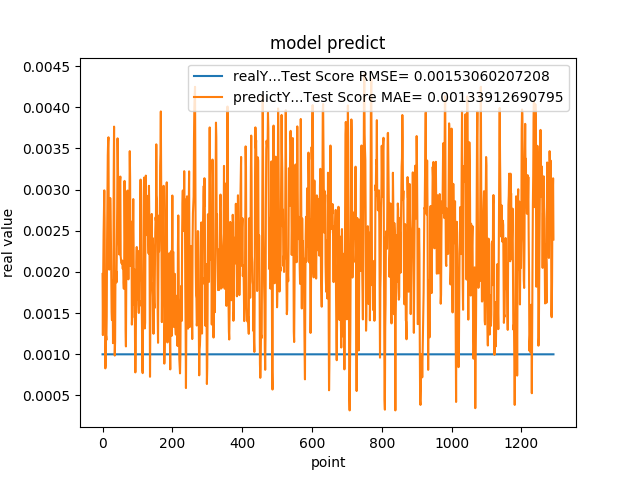 model predict
realY...Test Score RMSE= 0.00153060207208
predictY...Test Score MAE= 0.00133912690795
0.0045
0.0040
0.0035
0.0030
0.0025
0.0020
0.0015
0.0010
0.0005
real value
0 200 400 600 800 1000 1200
point